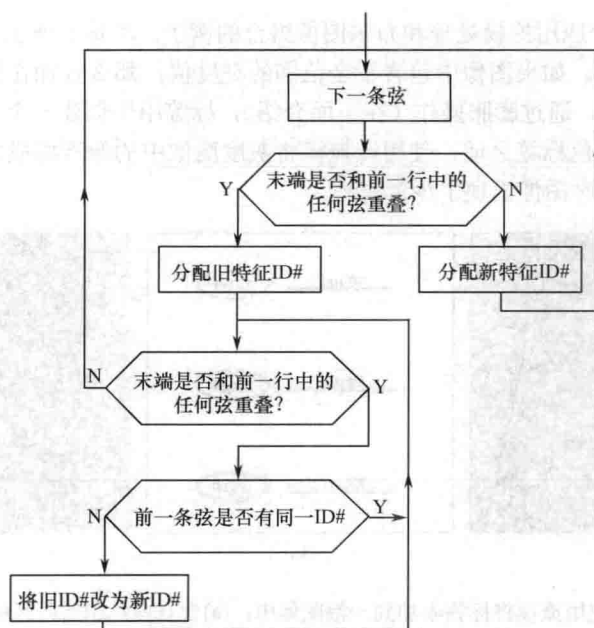 下一条弦
末端是否和前一行中的
任何弦重叠？
Y
N
分配旧特征ID#
分配新特征ID#
末端是否和前一行中的
任何弦重叠？
N
Y
前一条弦是否有同一ID#
N
Y
将旧ID#改为新ID#